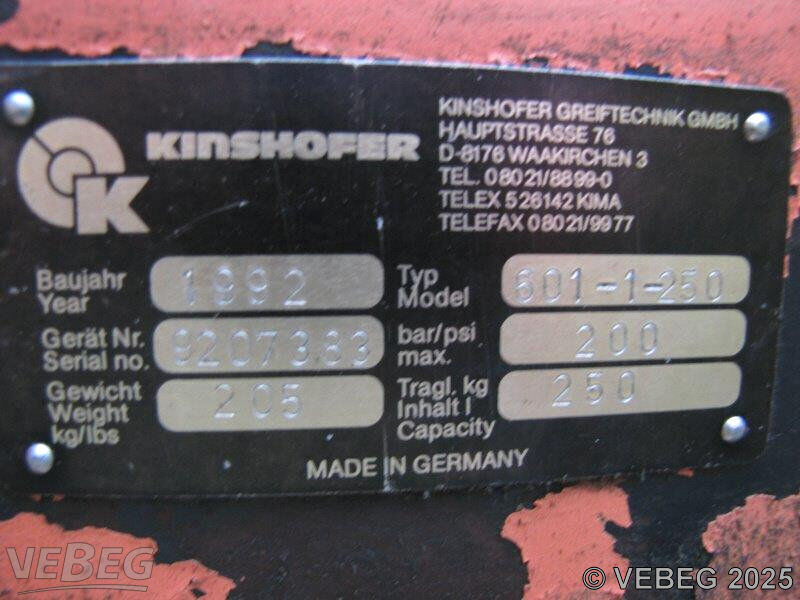 K
KINSHOFER
KINSHOFER GREIFTECHNIK GMBH
HAUPTSTRASSE 76
D-8176 WAAKIRCHEN 3
TEL. 0 80 21/88 99-0
TELEX 5 26142 KIMA
TELEFAX 0 80 21/99 77
Baujahr
Year
1992
Typ
Model
601-1-250
Gerät Nr.
Serial no.
9207383
bar/psi
max.
200
Gewicht
Weight
kg/lbs
205
Tragl. kg
Inhalt l
Capacity
250
MADE IN GERMANY
VEBEG
© VEBEG 2025